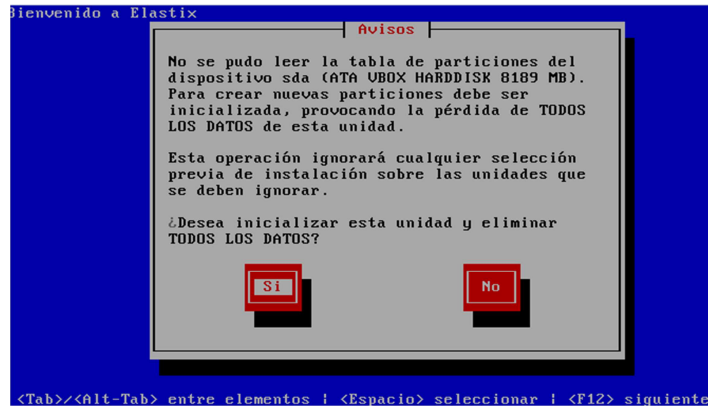 Bienvenido a Elastix
Avisos
No se pudo leer la tabla de particiones del
dispositivo sda (ATA VBOX HARDDISK 8189 MB).
Para crear nuevas particiones debe ser
inicializada, provocando la pérdida de TODOS
LOS DATOS de esta unidad.
Esta operación ignorará cualquier selección
previa de instalación sobre las unidades que
se deben ignorar.
¿Desea inicializar esta unidad y eliminar
TODOS LOS DATOS?
Si No
<Tab>/<Alt-Tab> entre elementos ¦ <Espacio> seleccionar ¦ <F12> siguiente